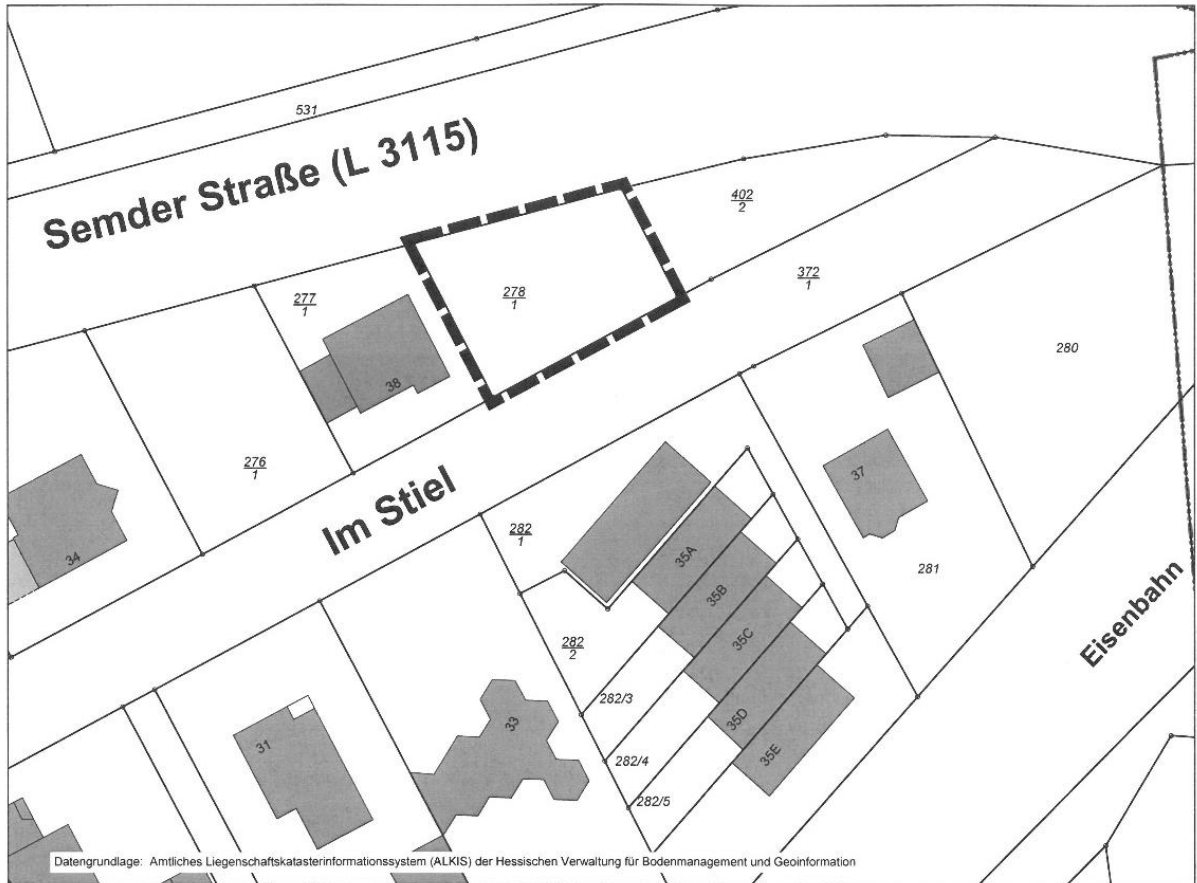 531
Semder Straße (L 3115)
402
2
277
1
278
1
372
1
280
38
276
1
Im Stiel
34
282
1
35A
37
35B
281
35C
282
2
Eisenbahn
282/3
35D
33
31
35E
282/4
282/5
Datengrundlage: Amtliches Liegenschaftskatasterinformationssystem (ALKIS) der Hessischen Verwaltung für Bodenmanagement und Geoinformation